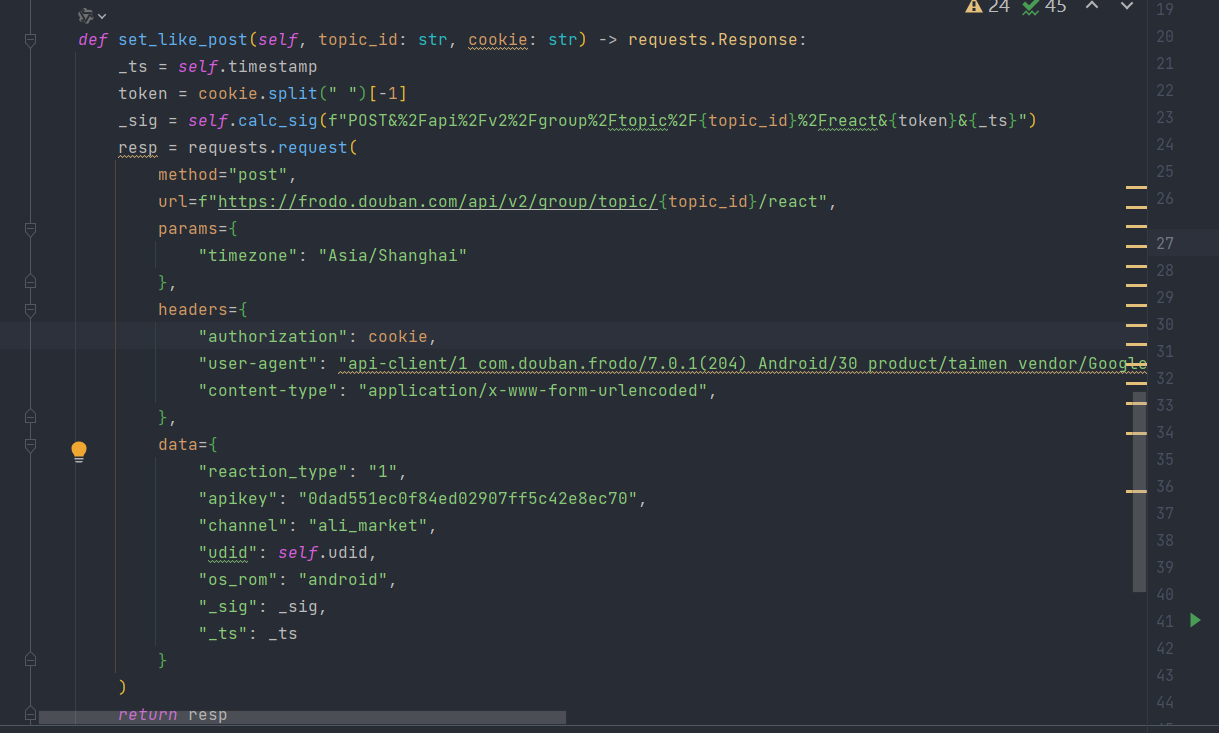 24 45
def set_like_post(self, topic_id: str, cookie: str) -> requests.Response:
_ts = self.timestamp
token = cookie.split(" ")[-1]
_sig = self.calc_sig(f"POST&%2Fapi%2Fv2%2Fgroup%2Ftopic%2F{topic_id}%2Freact&{token}&{_ts}")
resp = requests.request(
method="post",
url=f"https://frodo.douban.com/api/v2/group/topic/{topic_id}/react",
params={
"timezone": "Asia/Shanghai"
},
headers={
"authorization": cookie,
"user-agent": "api-client/1 com.douban.frodo/7.0.1(204) Android/30 product/taimen vendor/Google
"content-type": "application/x-www-form-urlencoded",
},
data={
"reaction_type": "1",
"apikey": "0dad551ec0f84ed02907ff5c42e8ec70",
"channel": "ali_market",
"udid": self.udid,
"os_rom": "android",
"_sig": _sig,
"_ts": _ts
}
)
return resp
19
20
21
22
23
24
25
26
27
28
29
30
31
32
33
34
35
36
37
38
39
40
41
42
43
44